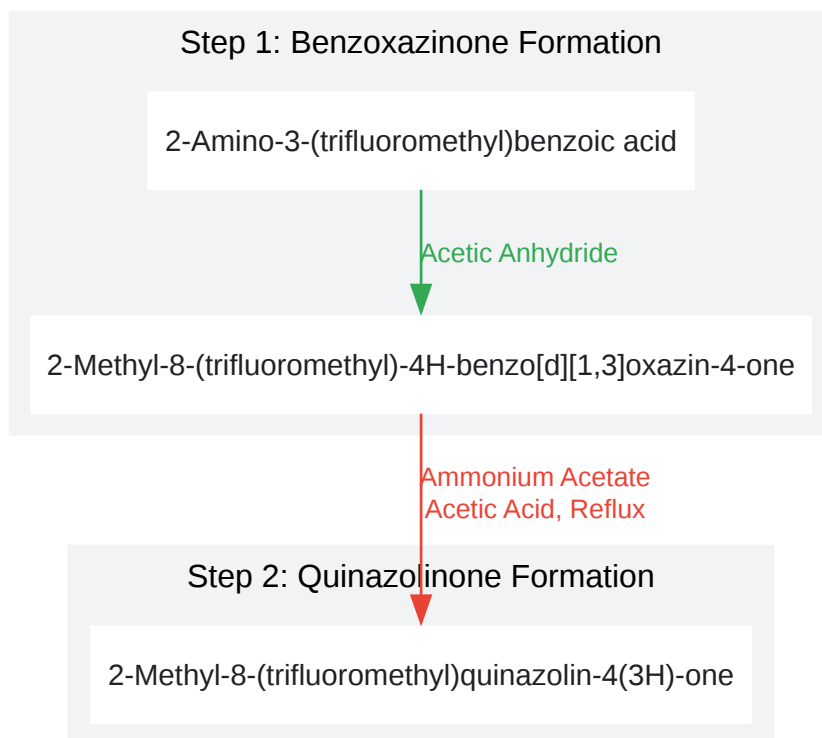 Step 1: Benzoxazinone Formation
2-Amino-3-(trifluoromethyl)benzoic acid
Acetic Anhydride
2-Methyl-8-(trifluoromethyl)-4H-benzo[d][1,3]oxazin-4-one
Ammonium Acetate
Acetic Acid, Reflux
Step 2: Quinazolinone Formation
2-Methyl-8-(trifluoromethyl)quinazolin-4(3H)-one